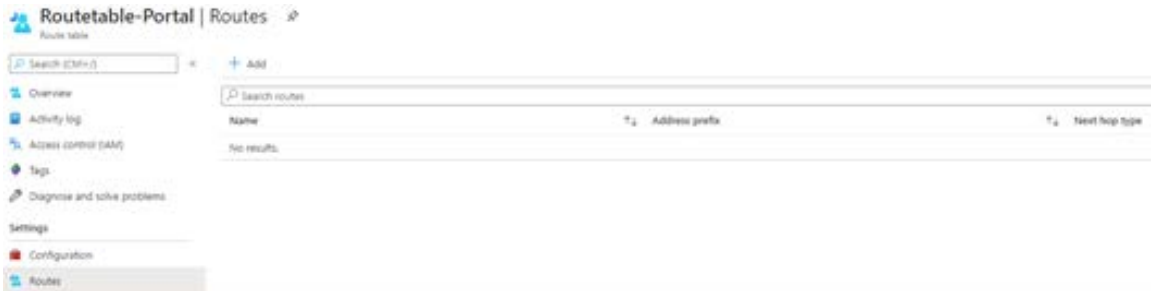 Routetable-Portal | Routes
Route table
Search (Ctrl+/)
«
+ Add
Overview
Search routes
Activity log
Name ↑↓ Address prefix ↑↓ Next hop type
Access control (IAM)
No results.
Tags
Diagnose and solve problems
Settings
Configuration
Routes